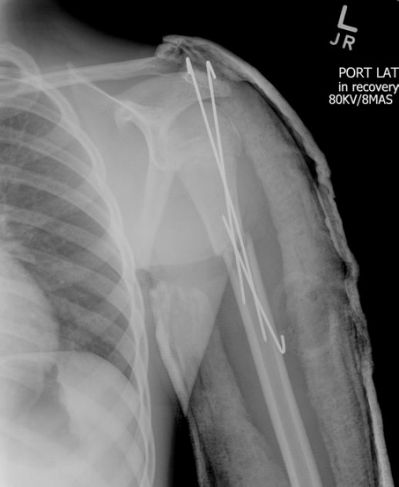 L
JR
PORT LAT
in recovery
80KV/8MAS